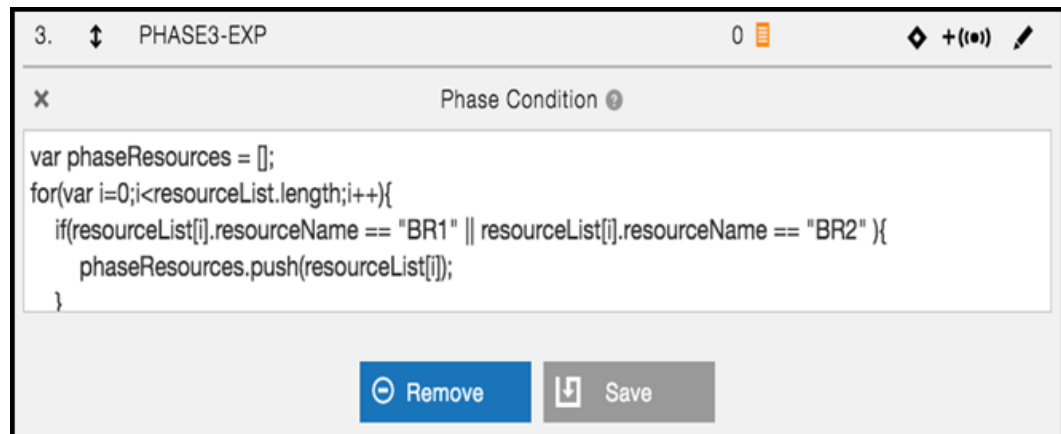 3. PHASE3-EXP 0
Phase Condition
var phaseResources = [];
for(var i=0;i<resourceList.length;i++){
if(resourceList[i].resourceName == "BR1" || resourceList[i].resourceName == "BR2" ){
phaseResources.push(resourceList[i]);
}
Remove Save